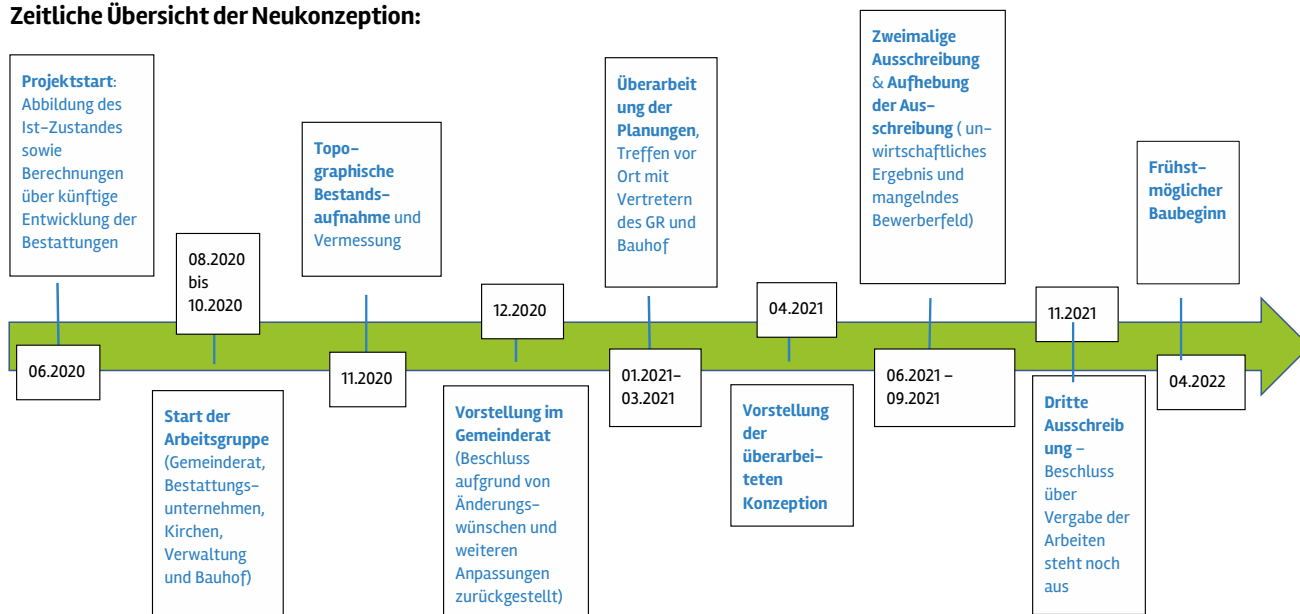 Zeitliche Übersicht der Neukonzeption:
Projektstart:
Abbildung des
Ist-Zustandes
sowie
Berechnungen
über künftige
Entwicklung der
Bestattungen
06.2020
08.2020
bis
10.2020
Start der
Arbeitsgruppe
(Gemeinderat,
Bestattungs-
unternehmen,
Kirchen,
Verwaltung
und Bauhof)
Topo-
graphische
Bestands-
aufnahme und
Vermessung
11.2020
12.2020
Vorstellung im
Gemeinderat
(Beschluss
aufgrund von
Änderungs-
wünschen und
weiteren
Anpassungen
zurückgestellt)
Überarbeit
ung der
Planungen,
Treffen vor
Ort mit
Vertretern
des GR und
Bauhof
01.2021-
03.2021
04.2021
Vorstellung
der
überarbei-
teten
Konzeption
Zweimalige
Ausschreibung
& Aufhebung
der Aus-
schreibung ( un-
wirtschaftliches
Ergebnis und
mangelndes
Bewerberfeld)
06.2021 –
09.2021
11.2021
Dritte
Ausschreib
ung –
Beschluss
über
Vergabe der
Arbeiten
steht noch
aus
Frühst-
möglicher
Baubeginn
04.2022